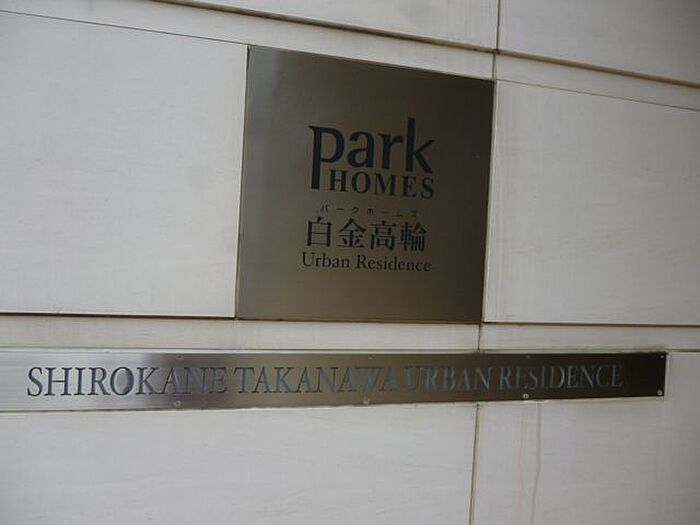 park
HOMES
パークホームズ
白金高輪
Urban Residence
SHIROKANE TAKANAWA URBAN RESIDENCE